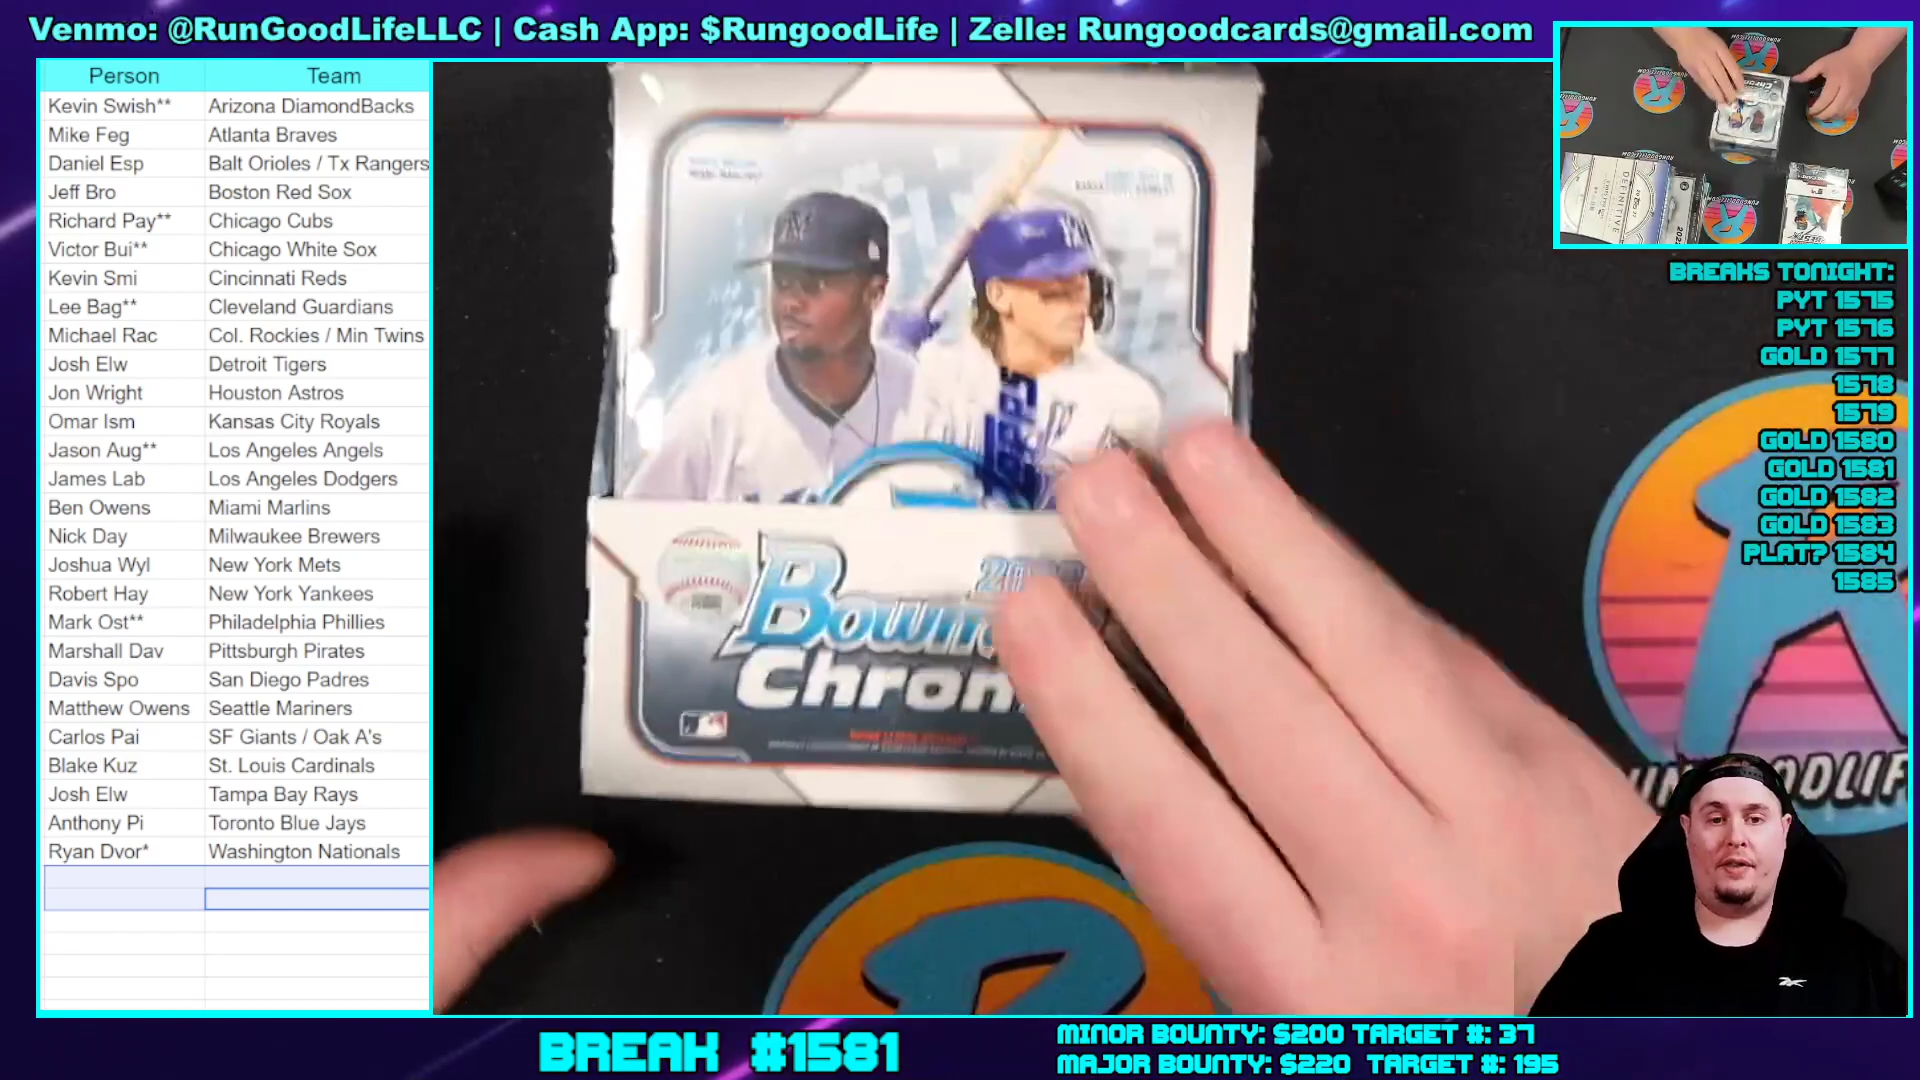 Venmo: @RunGoodLifeLLC | Cash App: $RungoodLife | Zelle: Rungoodcards@gmail.com
Person Team
Kevin Swish** Arizona DiamondBacks
Mike Feg Atlanta Braves
Daniel Esp Balt Orioles / Tx Rangers
Jeff Bro Boston Red Sox
Richard Pay** Chicago Cubs
Victor Bui** Chicago White Sox
Kevin Smi Cincinnati Reds
Lee Bag** Cleveland Guardians
Michael Rac Col. Rockies / Min Twins
Josh Elw Detroit Tigers
Jon Wright Houston Astros
Omar Ism Kansas City Royals
Jason Aug** Los Angeles Angels
James Lab Los Angeles Dodgers
Ben Owens Miami Marlins
Nick Day Milwaukee Brewers
Joshua Wyl New York Mets
Robert Hay New York Yankees
Mark Ost** Philadelphia Phillies
Marshall Dav Pittsburgh Pirates
Davis Spo San Diego Padres
Matthew Owens Seattle Mariners
Carlos Pai SF Giants / Oak A's
Blake Kuz St. Louis Cardinals
Josh Elw Tampa Bay Rays
Anthony Pi Toronto Blue Jays
Ryan Dvor* Washington Nationals
DEFINITIVE
BREAKS TONIGHT:
PYT 1575
PYT 1576
GOLD 1577
1578
1579
GOLD 1580
GOLD 1581
GOLD 1582
GOLD 1583
PLAT? 1584
1585
BREAK #1581
MINOR BOUNTY: $200 TARGET #: 37
MAJOR BOUNTY: $220 TARGET #: 195